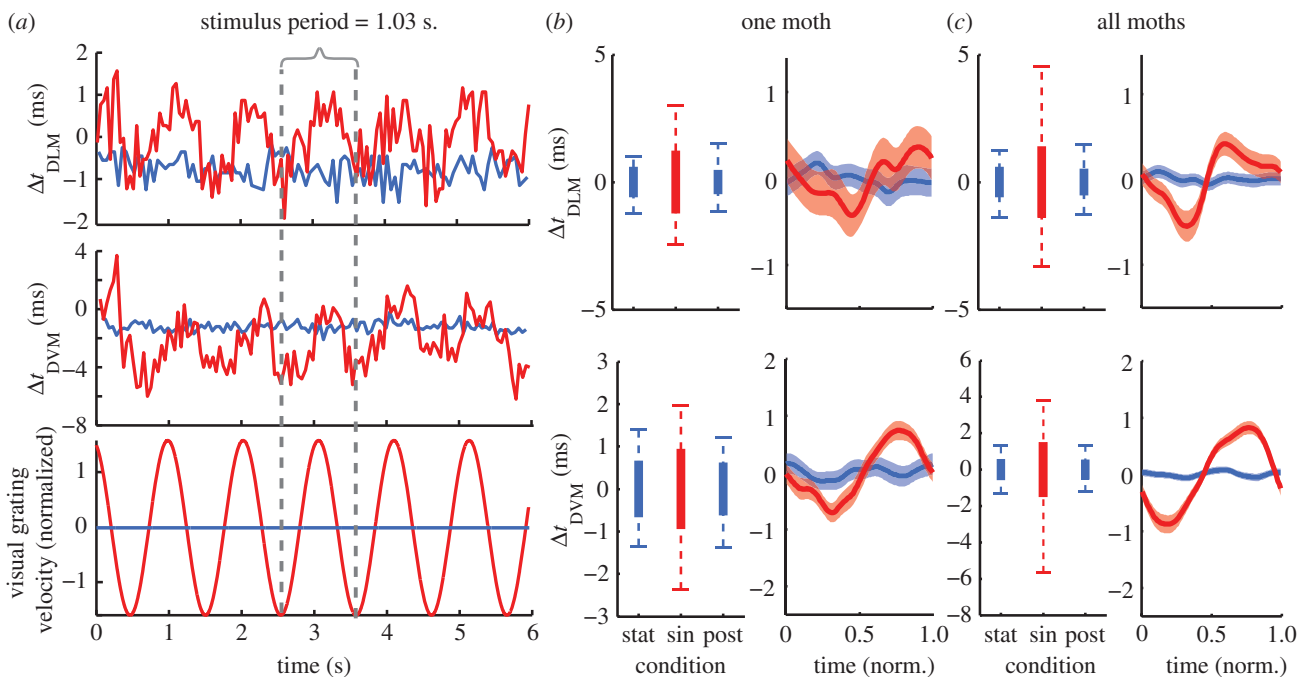 (a)
stimulus period = 1.03 s.
(b)
one moth
(c)
all moths
2
1
0
−1
−2
Δt DLM (ms)
4
0
−4
−8
Δt DVM (ms)
1
0
−1
visual grating
velocity (normalized)
0 1 2 3 4 5 6
time (s)
5
0
−5
Δt DLM (ms)
1
0
−1
5
0
5
1
0
−1
3
2
1
0
−1
−2
−3
Δt DVM (ms)
stat sin post
condition
2
1
0
−1
−2
0 0.5 1.0
time (norm.)
6
4
2
0
−2
−4
−6
−8
stat sin post
condition
2
1
0
−1
−2
0 0.5 1.0
time (norm.)